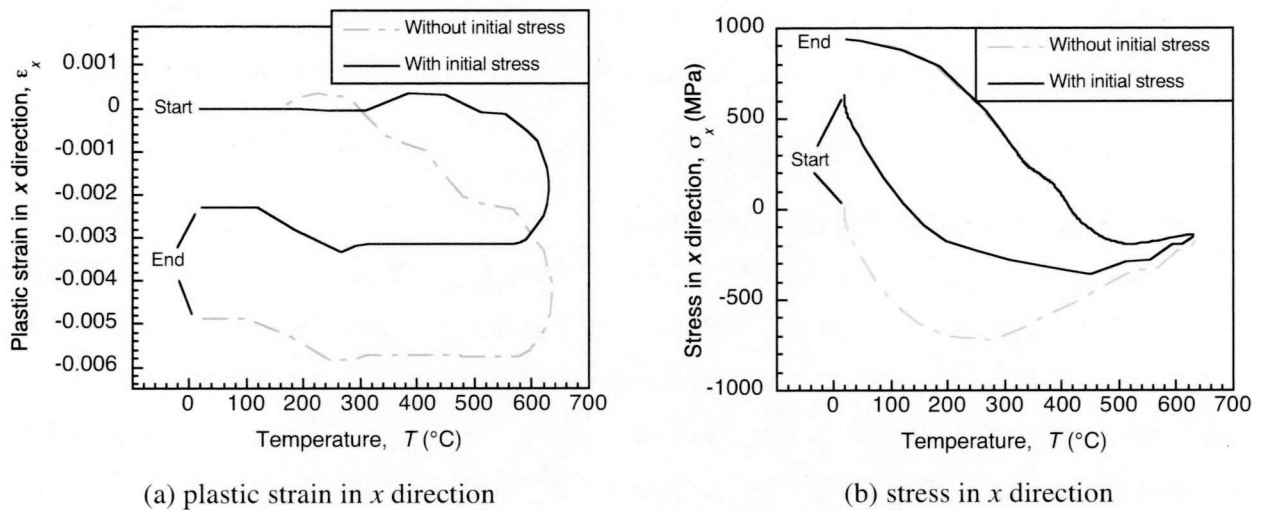 Plastic strain in x direction, ε_x
0.001
0
-0.001
-0.002
-0.003
-0.004
-0.005
-0.006
Without initial stress
With initial stress
Start
End
0 100 200 300 400 500 600 700
Temperature, T (°C)
(a) plastic strain in x direction
Stress in x direction, σ_x (MPa)
1000
500
0
-500
-1000
Without initial stress
With initial stress
End
Start
0 100 200 300 400 500 600 700
Temperature, T (°C)
(b) stress in x direction